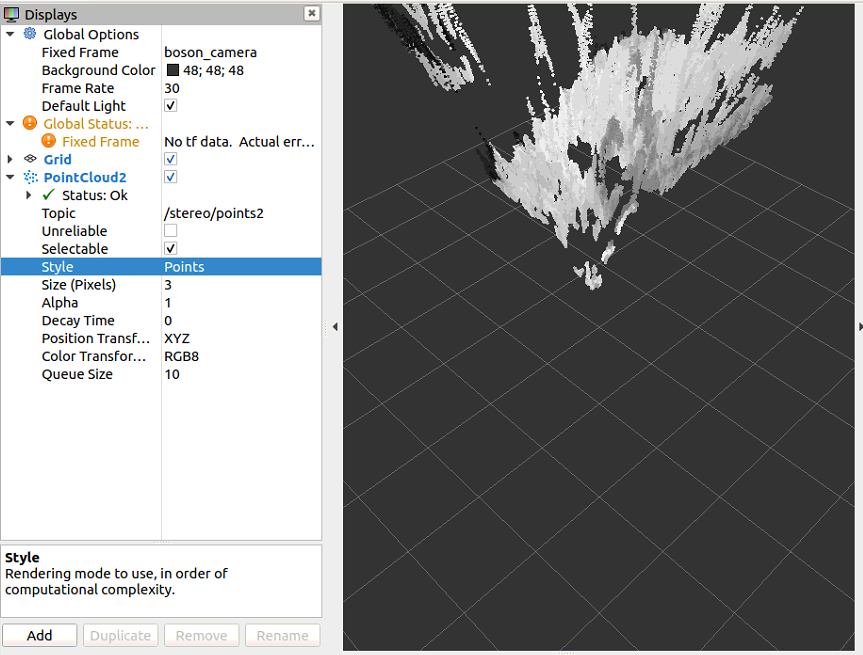 Displays
Global Options
Fixed Frame boson_camera
Background Color 48; 48; 48
Frame Rate 30
Default Light
Global Status: ...
Fixed Frame No tf data. Actual err...
Grid
PointCloud2
Status: Ok
Topic /stereo/points2
Unreliable
Selectable
Style Points
Size (Pixels) 3
Alpha 1
Decay Time 0
Position Transf... XYZ
Color Transfor... RGB8
Queue Size 10
Style
Rendering mode to use, in order of
computational complexity.
Add Duplicate Remove Rename